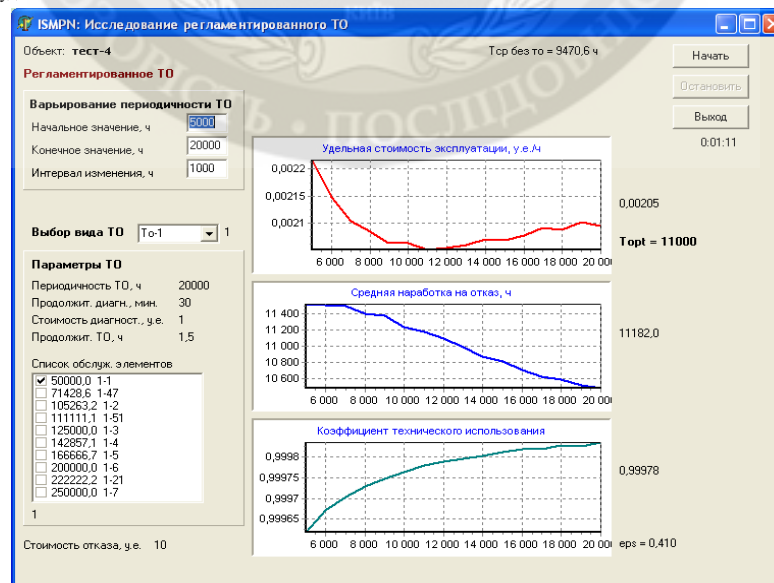 КИЇВ
ISMPN: Исследование регламентированного ТО
Объект: тест-4
Тср без то = 9470,6 ч
Начать
Регламентированное ТО
Остановить
Варьирование периодичности ТО
Выход
Начальное значение, ч 5000
0:01:11
Конечное значение, ч 20000
Интервал изменения, ч 1000
Удельная стоимость эксплуатации, у.е./ч
0,0022
0,00215
0,0021
0,00205
6 000 8 000 10 000 12 000 14 000 16 000 18 000 20 000
Topt = 11000
Выбор вида ТО То-1 1
Параметры ТО
Периодичность ТО, ч 20000
Продолжит. диагн., мин. 30
Стоимость диагност., у.е. 1
Продолжит. ТО, ч 1,5
Средняя наработка на отказ, ч
11 400
11 200
11 000
10 800
10 600
11182,0
6 000 8 000 10 000 12 000 14 000 16 000 18 000 20 000
Список обслуж. элементов
50000,0 1-1
71428,6 1-47
105263,2 1-2
111111,1 1-51
125000,0 1-3
142857,1 1-4
166666,7 1-5
200000,0 1-6
222222,2 1-21
250000,0 1-7
1
Коэффициент технического использования
0,9998
0,99975
0,9997
0,99965
0,99978
6 000 8 000 10 000 12 000 14 000 16 000 18 000 20 000
Стоимость отказа, у.е. 10
eps = 0,410